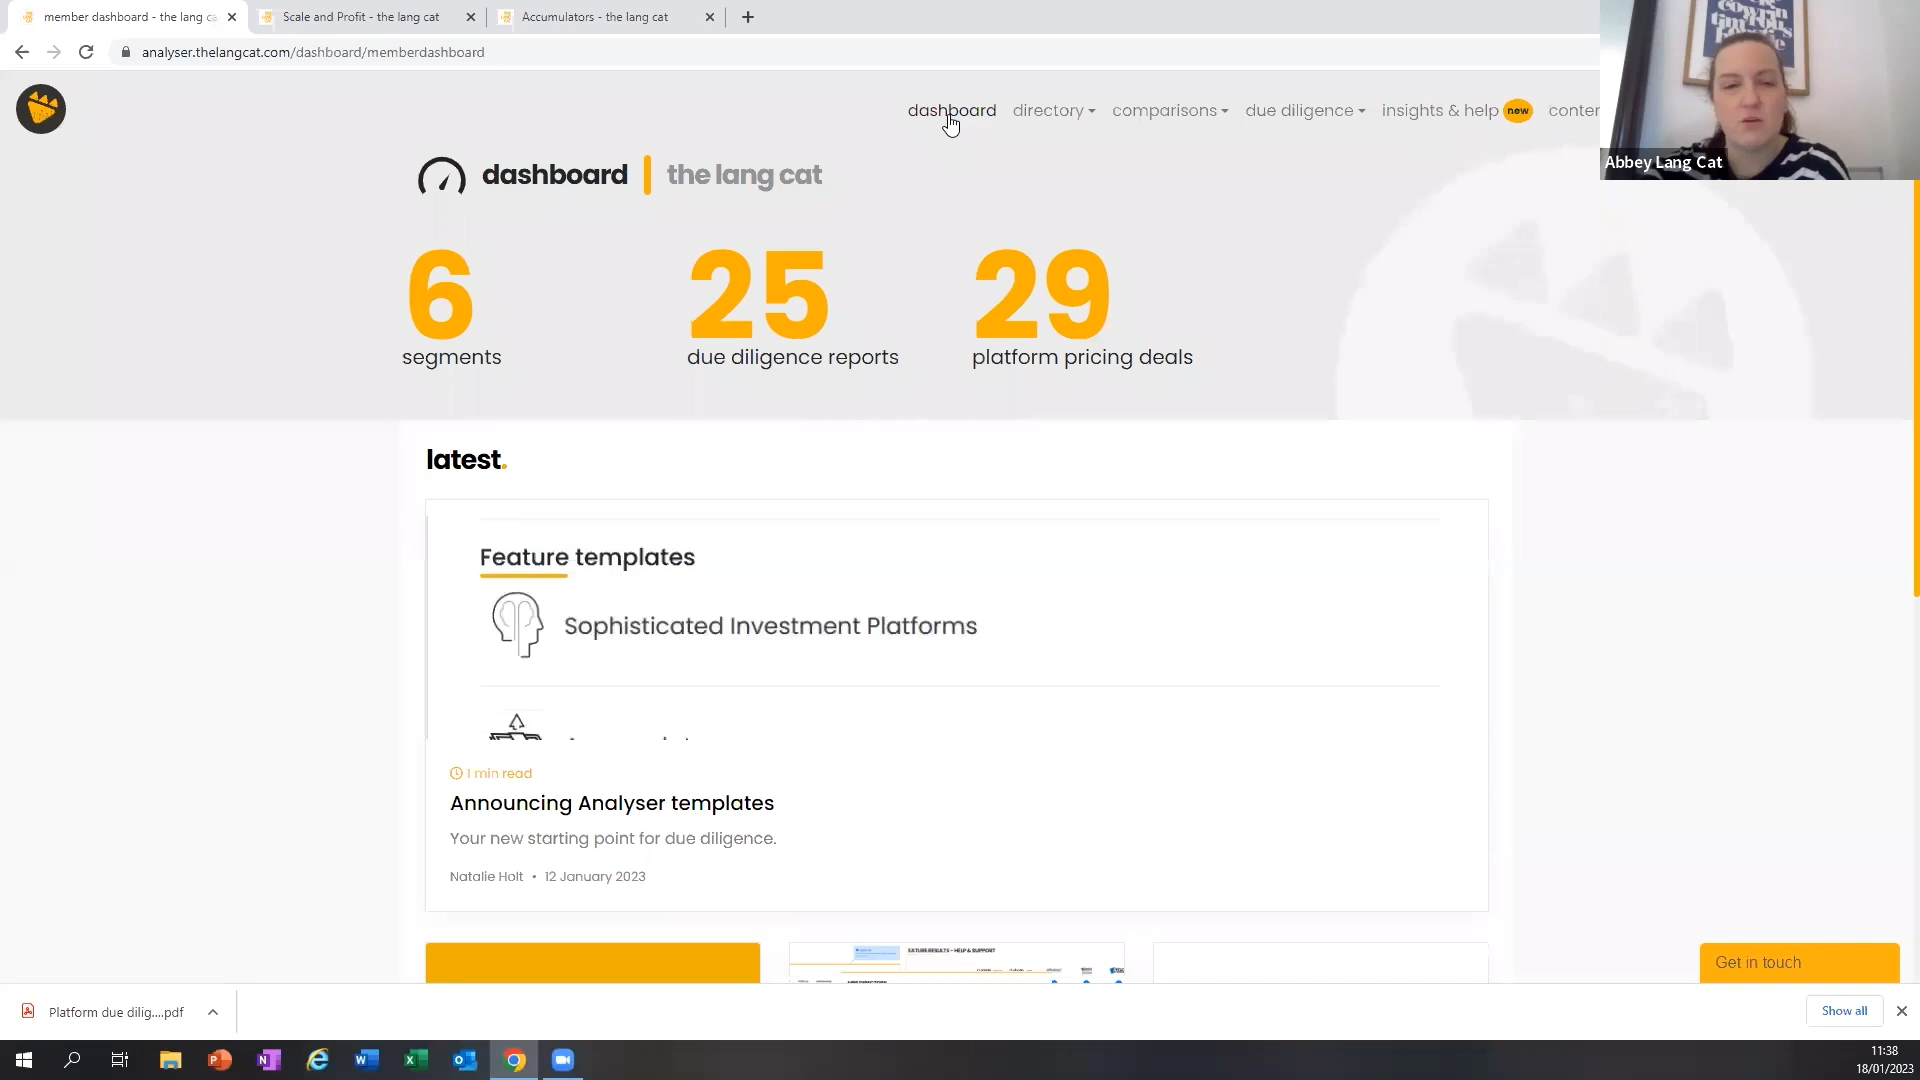 member dashboard - the lang ca
Scale and Profit - the lang cat
Accumulators - the lang cat
analyser.thelangcat.com/dashboard/memberdashboard
dashboard
directory
comparisons
due diligence
insights & help
new
conter
Abbey Lang Cat
dashboard
the lang cat
6
25
29
segments
due diligence reports
platform pricing deals
latest.
Feature templates
Sophisticated Investment Platforms
1 min read
Announcing Analyser templates
Your new starting point for due diligence.
Natalie Holt • 12 January 2023
Get in touch
Platform due dilig....pdf
Show all
11:38
18/01/2023